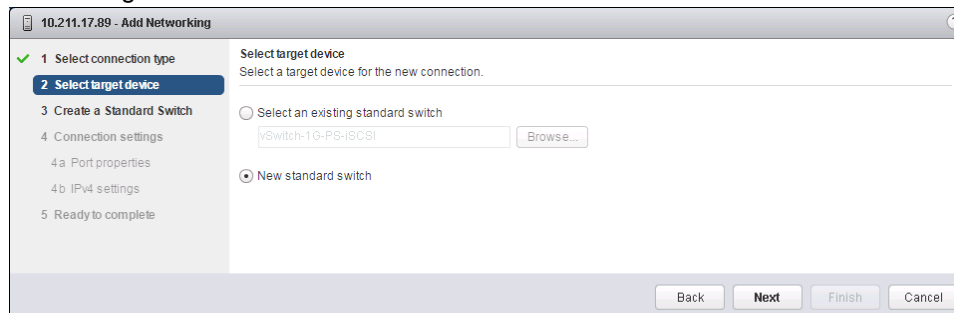 10.211.17.89 - Add Networking
1 Select connection type
2 Select target device
3 Create a Standard Switch
4 Connection settings
4a Port properties
4b IPv4 settings
5 Ready to complete
Select target device
Select a target device for the new connection.
Select an existing standard switch
vSwitch-1G-PS-iSCSI
Browse...
New standard switch
Back
Next
Finish
Cancel